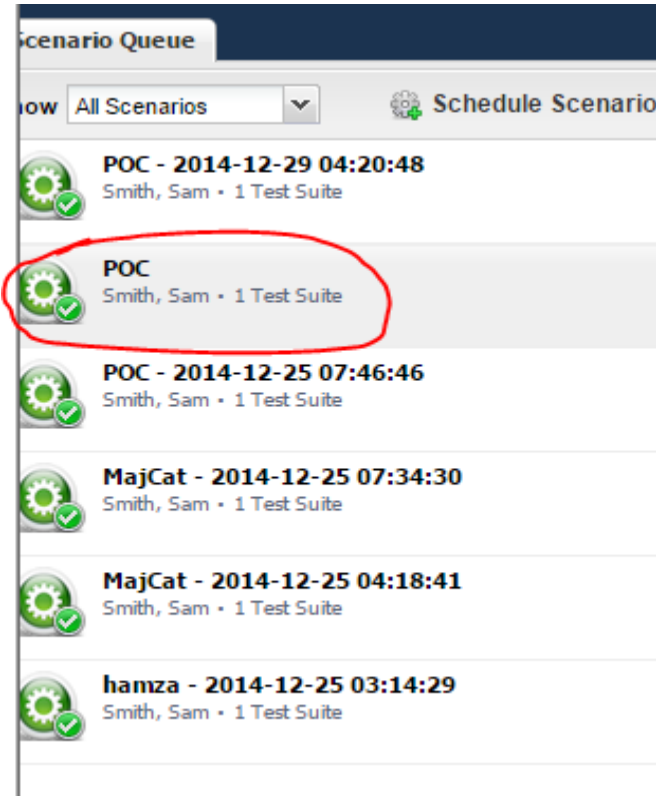 Scenario Queue
how All Scenarios Schedule Scenario
POC - 2014-12-29 04:20:48
Smith, Sam • 1 Test Suite
POC
Smith, Sam • 1 Test Suite
POC - 2014-12-25 07:46:46
Smith, Sam • 1 Test Suite
MajCat - 2014-12-25 07:34:30
Smith, Sam • 1 Test Suite
MajCat - 2014-12-25 04:18:41
Smith, Sam • 1 Test Suite
hamza - 2014-12-25 03:14:29
Smith, Sam • 1 Test Suite